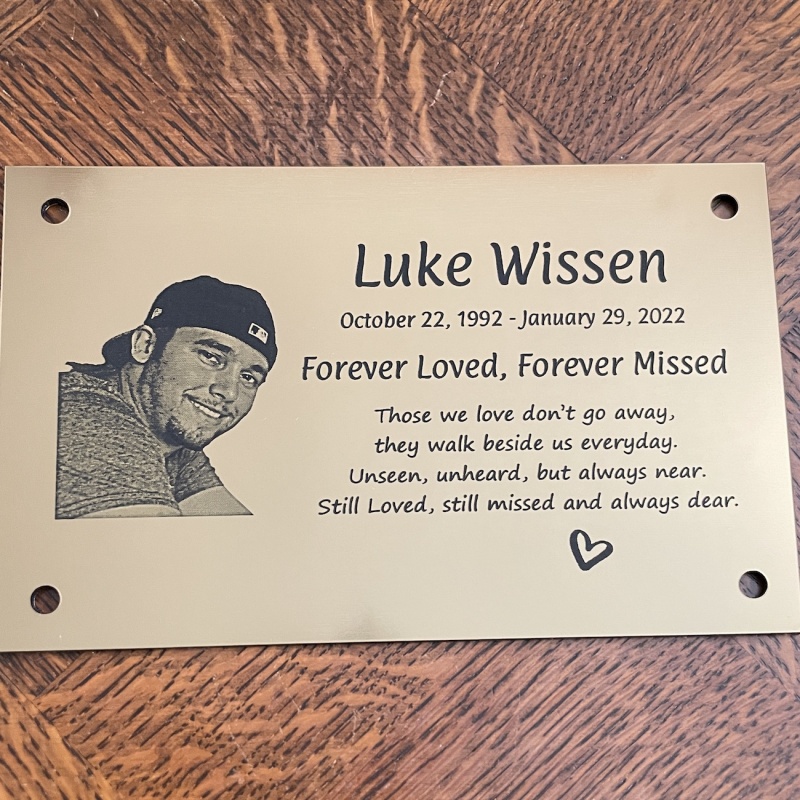 Luke Wissen
October 22, 1992 - January 29, 2022
Forever Loved, Forever Missed
Those we love don't go away,
they walk beside us everyday.
Unseen, unheard, but always near.
Still Loved, still missed and always dear.